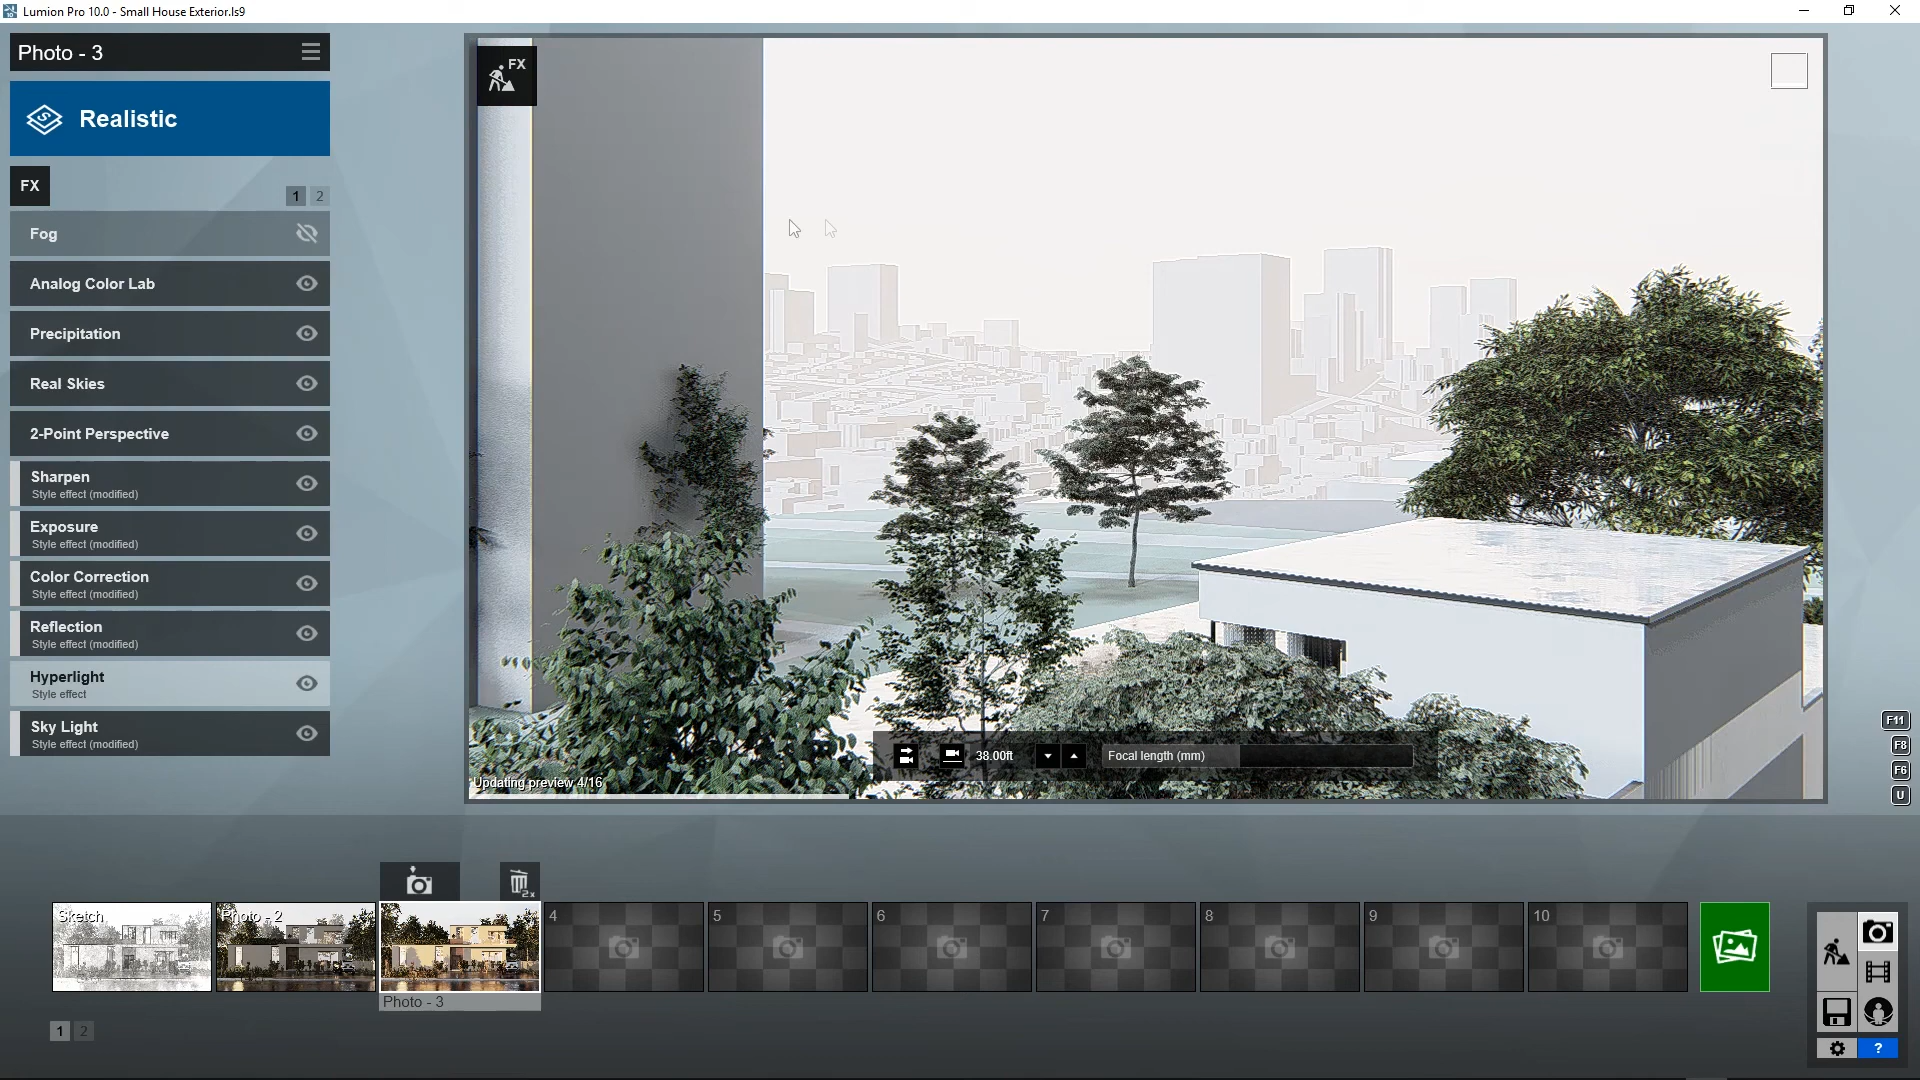 Lumion Pro 10.0 - Small House Exterior.ls9
Photo - 3
Realistic
FX
1 2
Fog
Analog Color Lab
Precipitation
Real Skies
2-Point Perspective
Sharpen
Style effect (modified)
Exposure
Style effect (modified)
Color Correction
Style effect (modified)
Reflection
Style effect (modified)
Hyperlight
Style effect
Sky Light
Style effect (modified)
FX
38.00ft
Focal length (mm)
Updating preview 4/16
F11
F8
F6
U
2x
Sketch
Photo - 2
4
5
6
7
8
9
10
Photo - 3
1 2
?